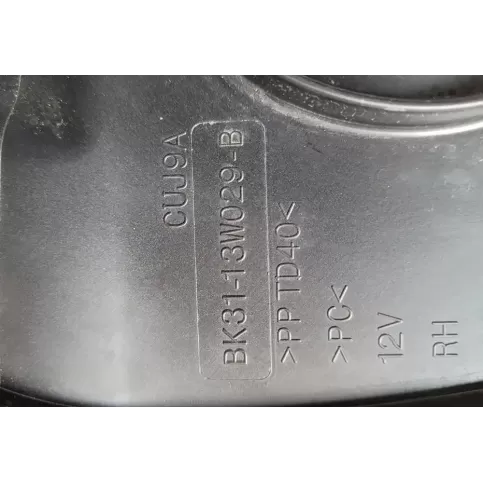 CUJ9A
BK31-13W029-B
>PP TD40<
>PC<
12V
RH